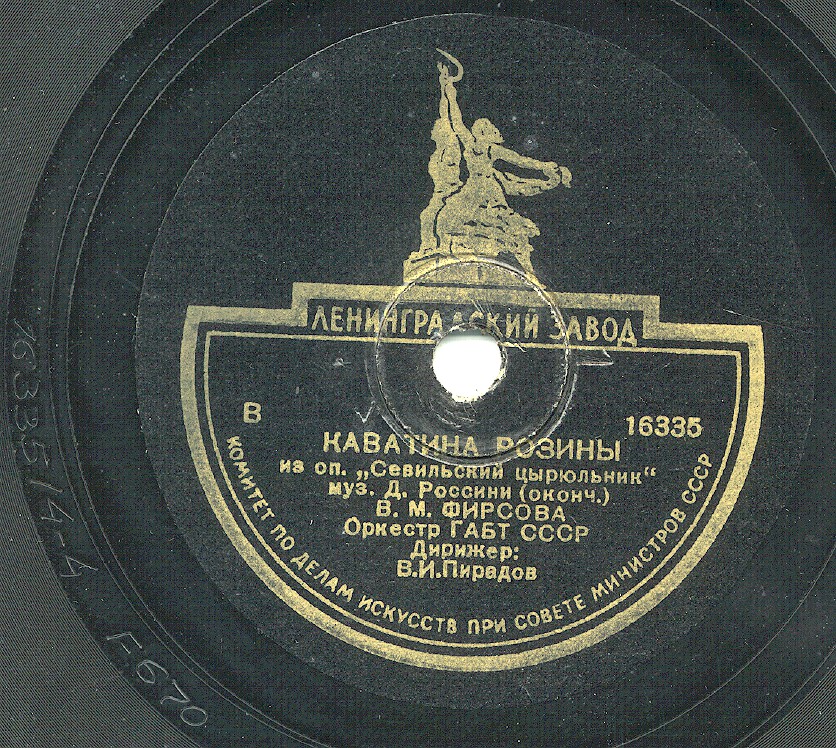 ЛЕНИНГРАДСКИЙ ЗАВОД
В
16335
КАВАТИНА РОЗИНЫ
из оп. „Севильский цырюльник“
муз. Д. Россини (оконч.)
В. М. ФИРСОВА
Оркестр ГАБТ СССР
Дирижер:
В.И.Пирадов
КОМИТЕТ ПО ДЕЛАМ ИСКУССТВ ПРИ СОВЕТЕ МИНИСТРОВ СССР
16335/4-4
Г670